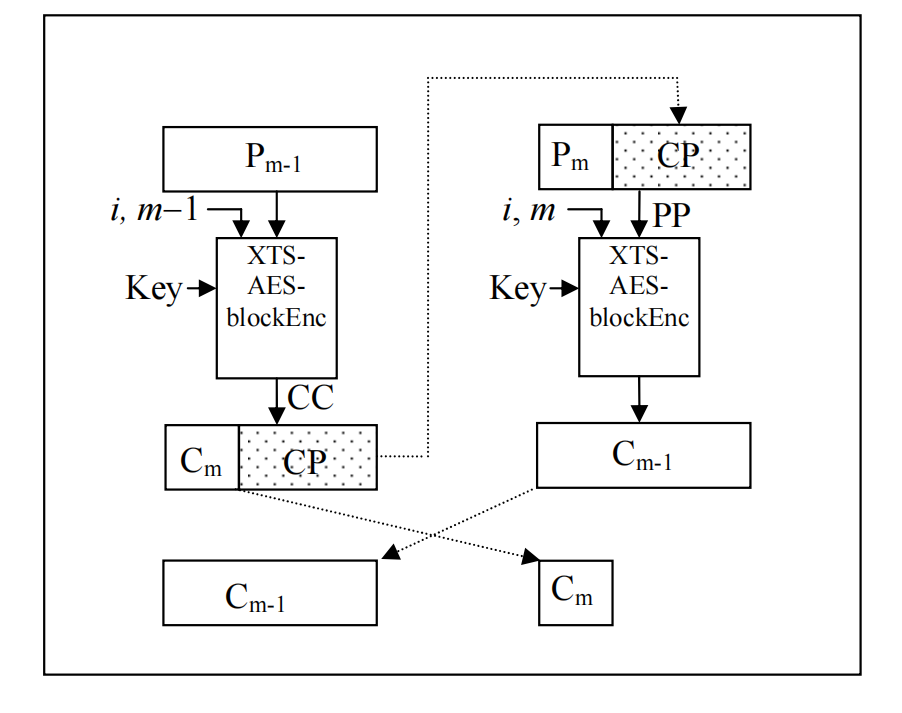 P_{m-1}
i, m−1
Key
XTS-
AES-
blockEnc
CC
C_m CP
C_{m-1}
P_m CP
i, m
PP
Key
XTS-
AES-
blockEnc
C_{m-1}
C_m